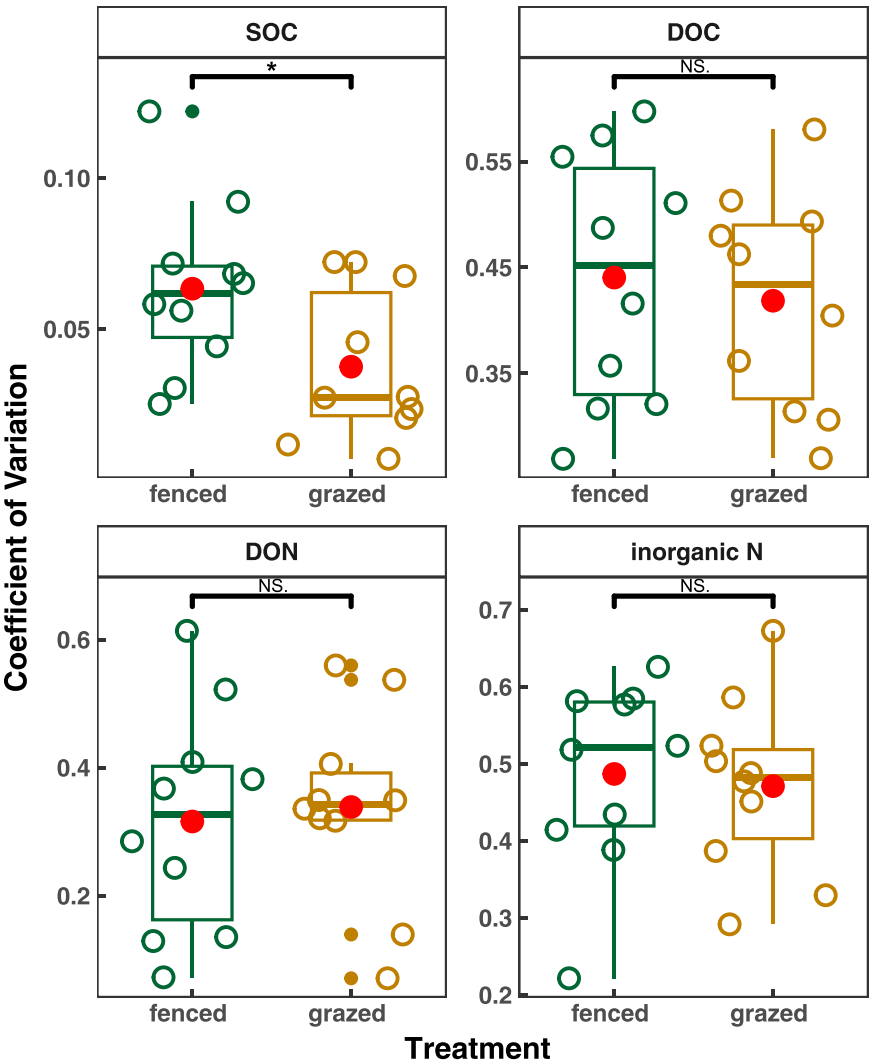 SOC
DOC
*
NS.
0.10
0.05
0.55
0.45
0.35
fenced
grazed
fenced
grazed
Coefficient of Variation
DON
inorganic N
NS.
NS.
0.6
0.4
0.2
0.7
0.6
0.5
0.4
0.3
0.2
fenced
grazed
fenced
grazed
Treatment